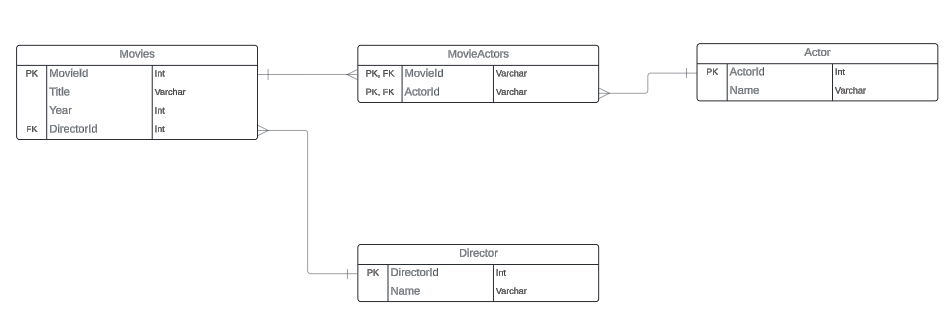 Movies
PK MovieId Int
Title Varchar
Year Int
FK DirectorId Int
MovieActors
PK, FK MovieId Varchar
PK, FK ActorId Varchar
Actor
PK ActorId Int
Name Varchar
Director
PK DirectorId Int
Name Varchar